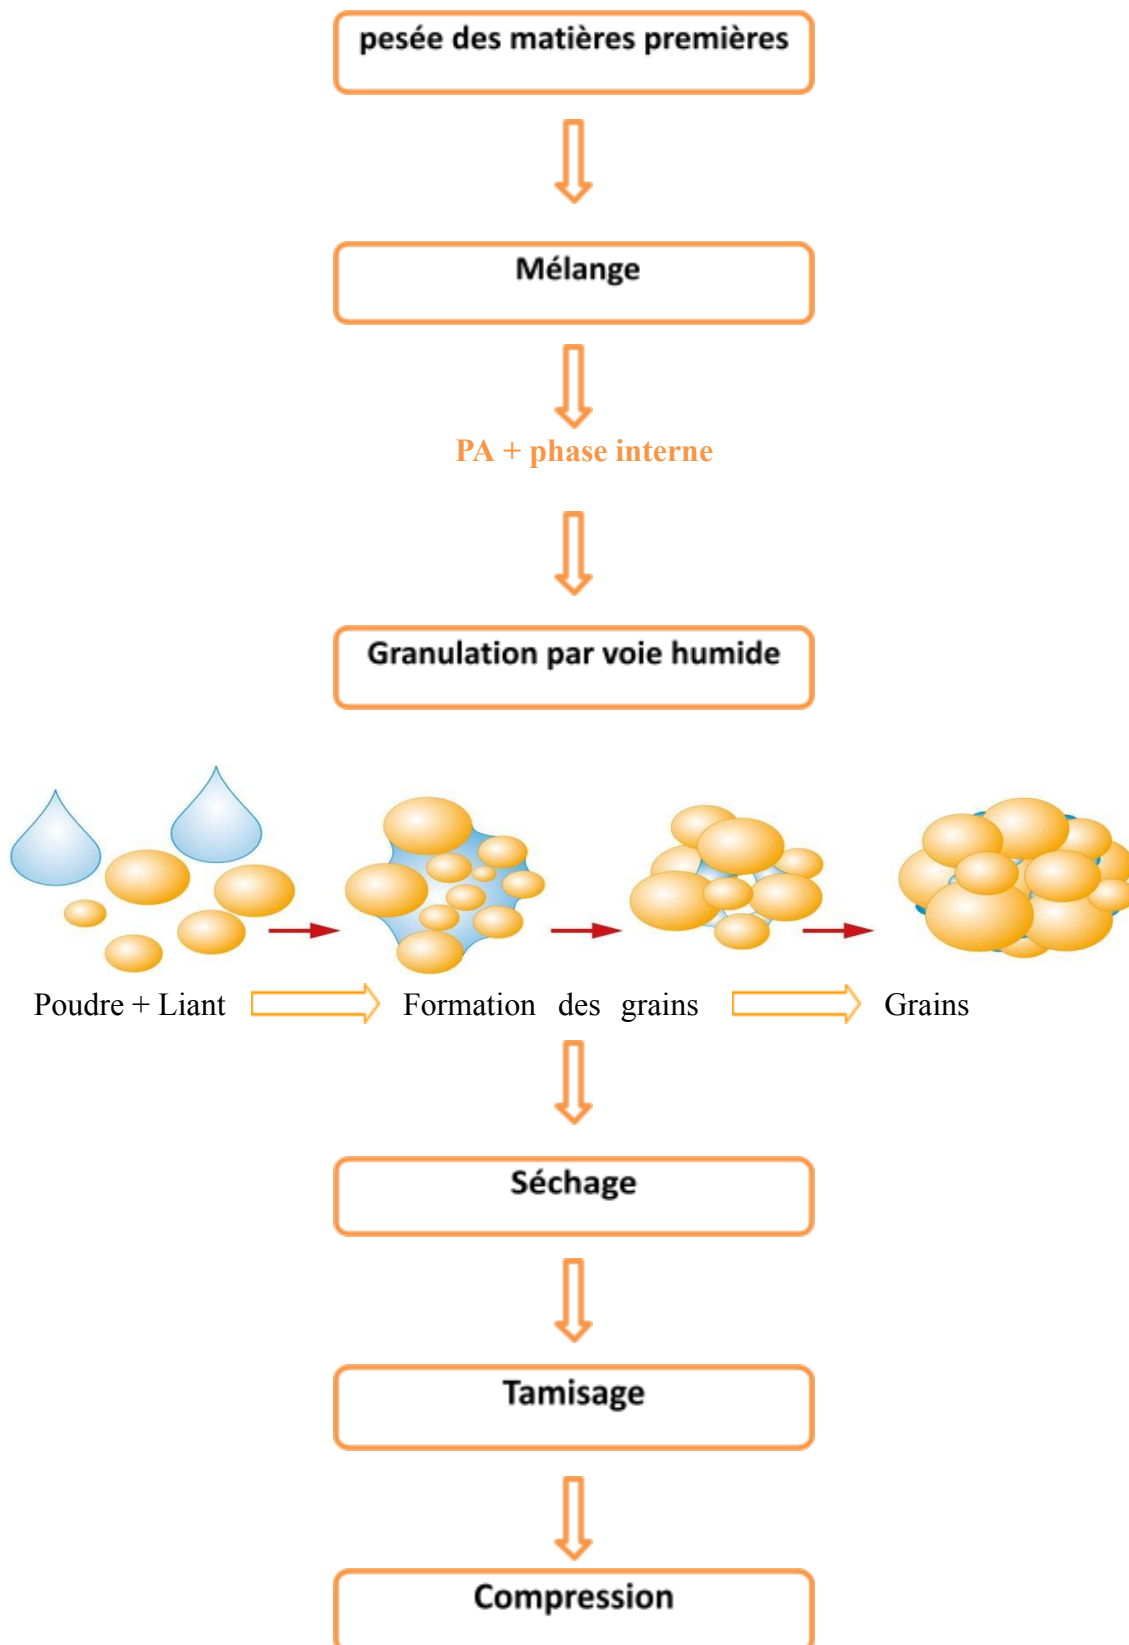 pesée des matières premières
Mélange
PA + phase interne
Granulation par voie humide
Poudre + Liant Formation des grains Grains
Séchage
Tamisage
Compression